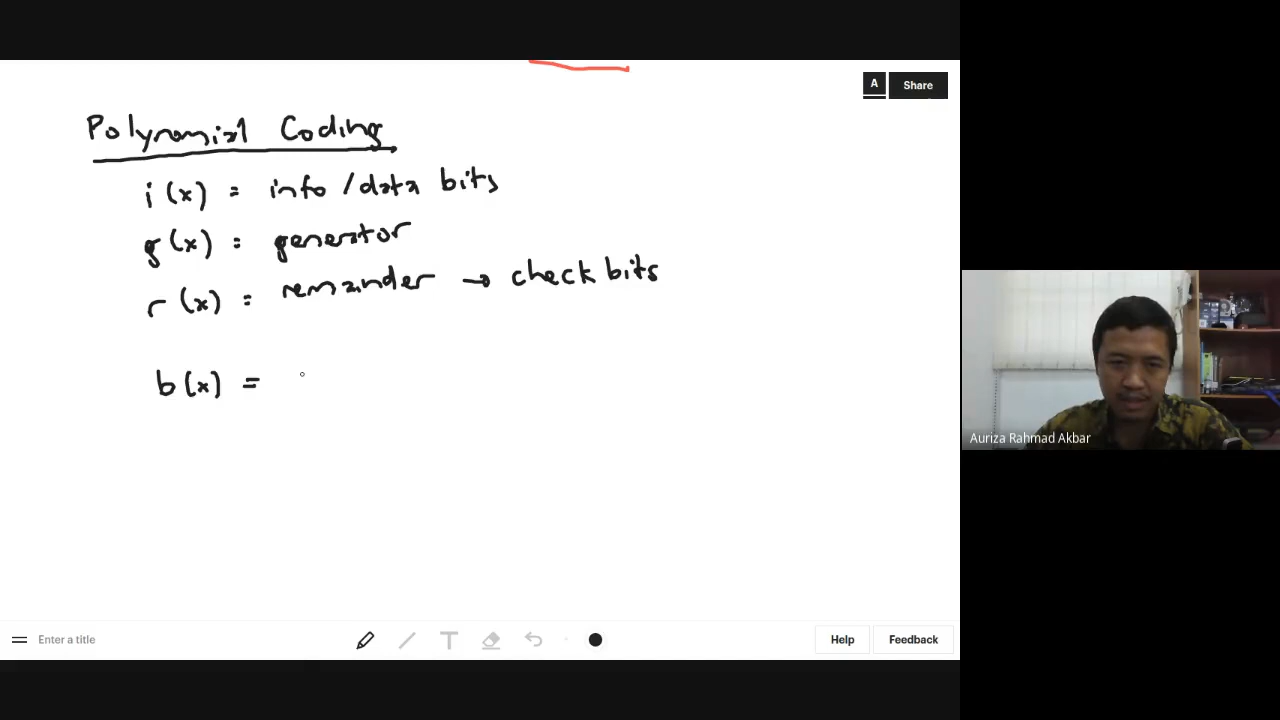 A
Share
Polynomial Coding
i(x) = info/data bits
g(x) = generator
r(x) = remainder → check bits
b(x) =
Auriza Rahmad Akbar
Enter a title
T
Help
Feedback